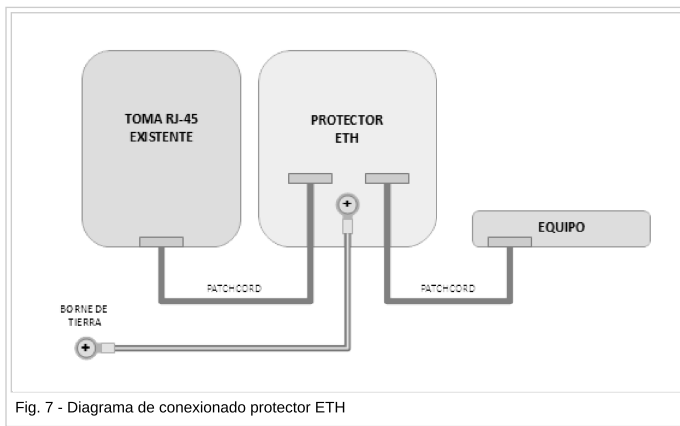 TOMA RJ-45
EXISTENTE
PROTECTOR
ETH
EQUIPO
PATCHCORD
PATCHCORD
BORNE DE
TIERRA
Fig. 7 - Diagrama de conexionado protector ETH